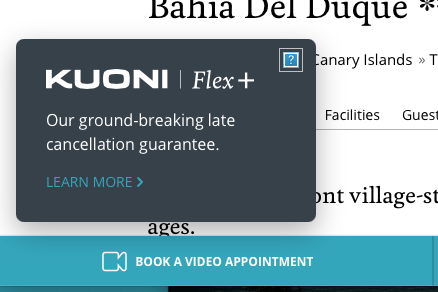 Bahia Del Duque **
Canary Islands » T
KUONI | Flex+
Our ground-breaking late
cancellation guarantee.
LEARN MORE >
Facilities Guest
ont village-st
ages.
BOOK A VIDEO APPOINTMENT